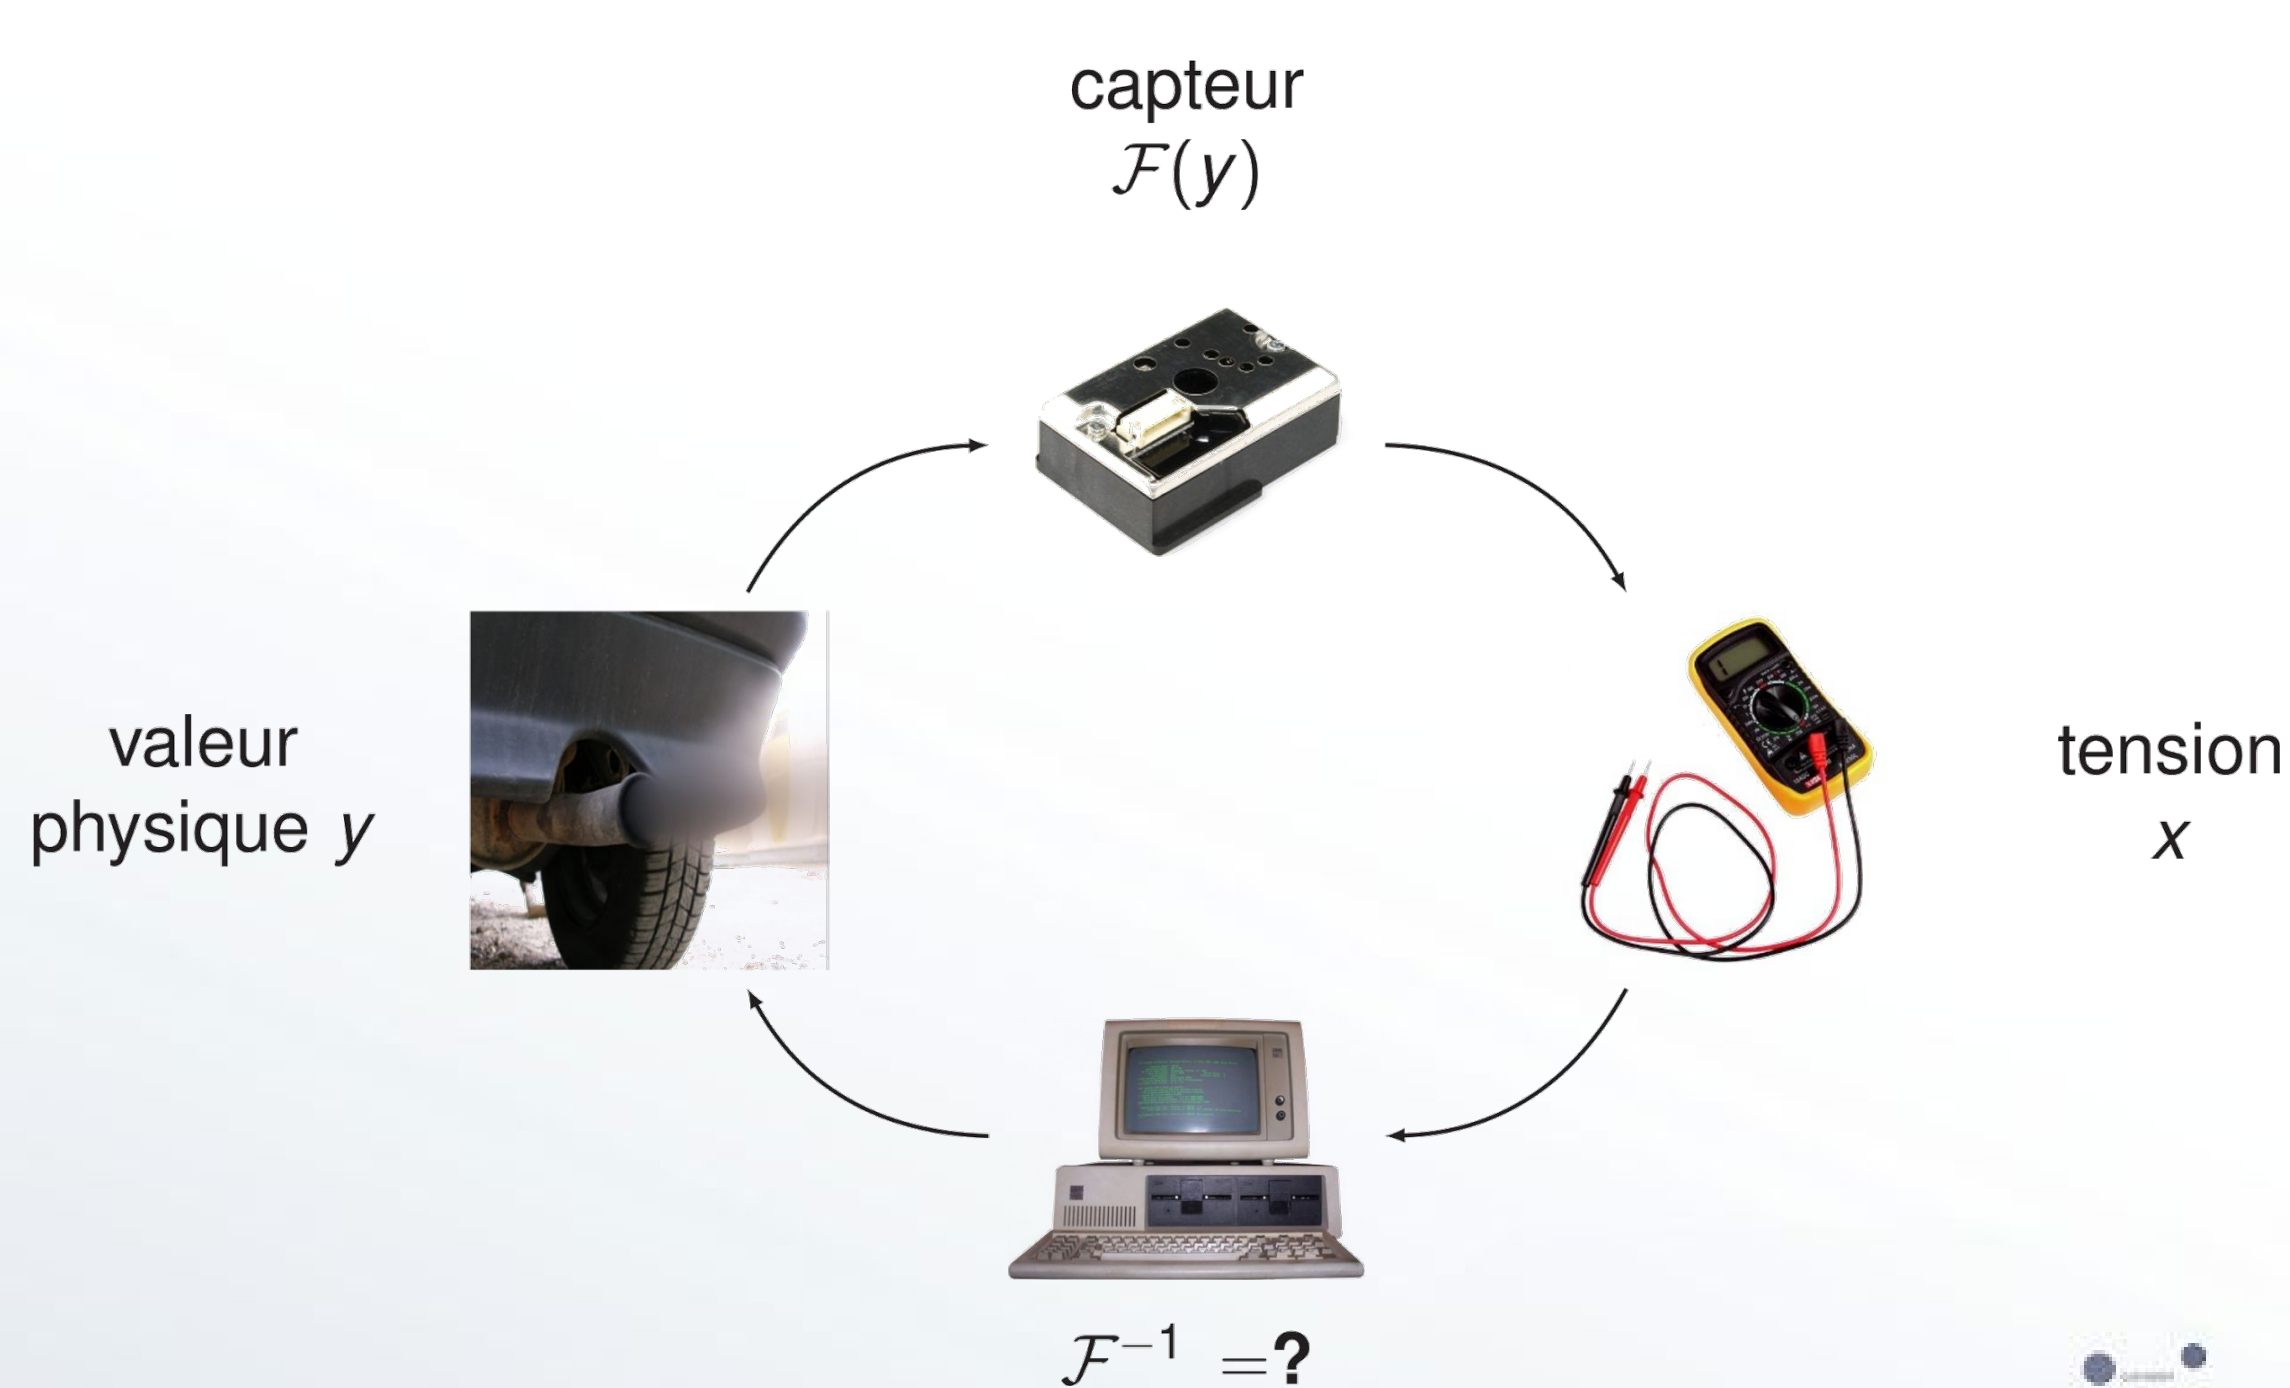 capteur
ℱ(y)
valeur
physique y
tension
x
ℱ⁻¹ =?